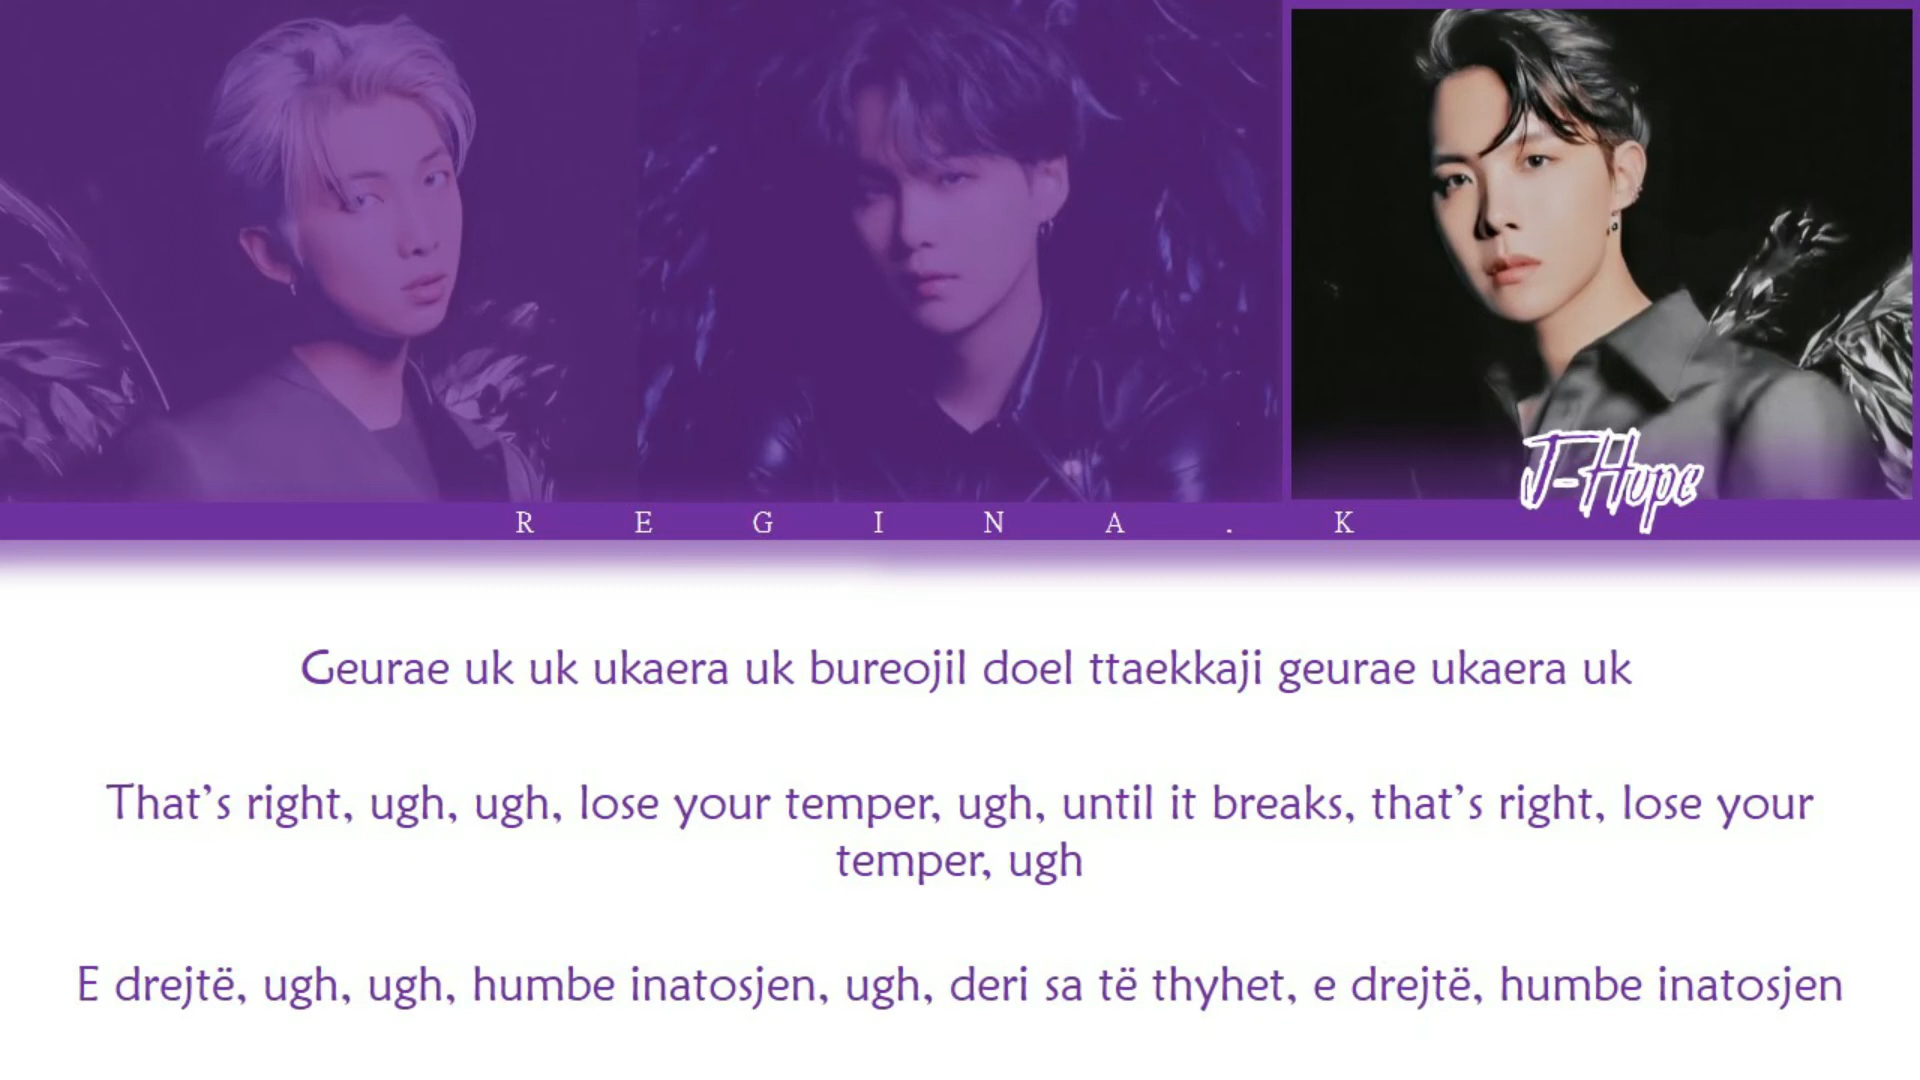 J-Hope
R E G I N A . K
Geurae uk uk ukaera uk bureojil doel ttaekkaji geurae ukaera uk
That’s right, ugh, ugh, lose your temper, ugh, until it breaks, that’s right, lose your
temper, ugh
E drejtë, ugh, ugh, humbe inatosjen, ugh, deri sa të thyhet, e drejtë, humbe inatosjen